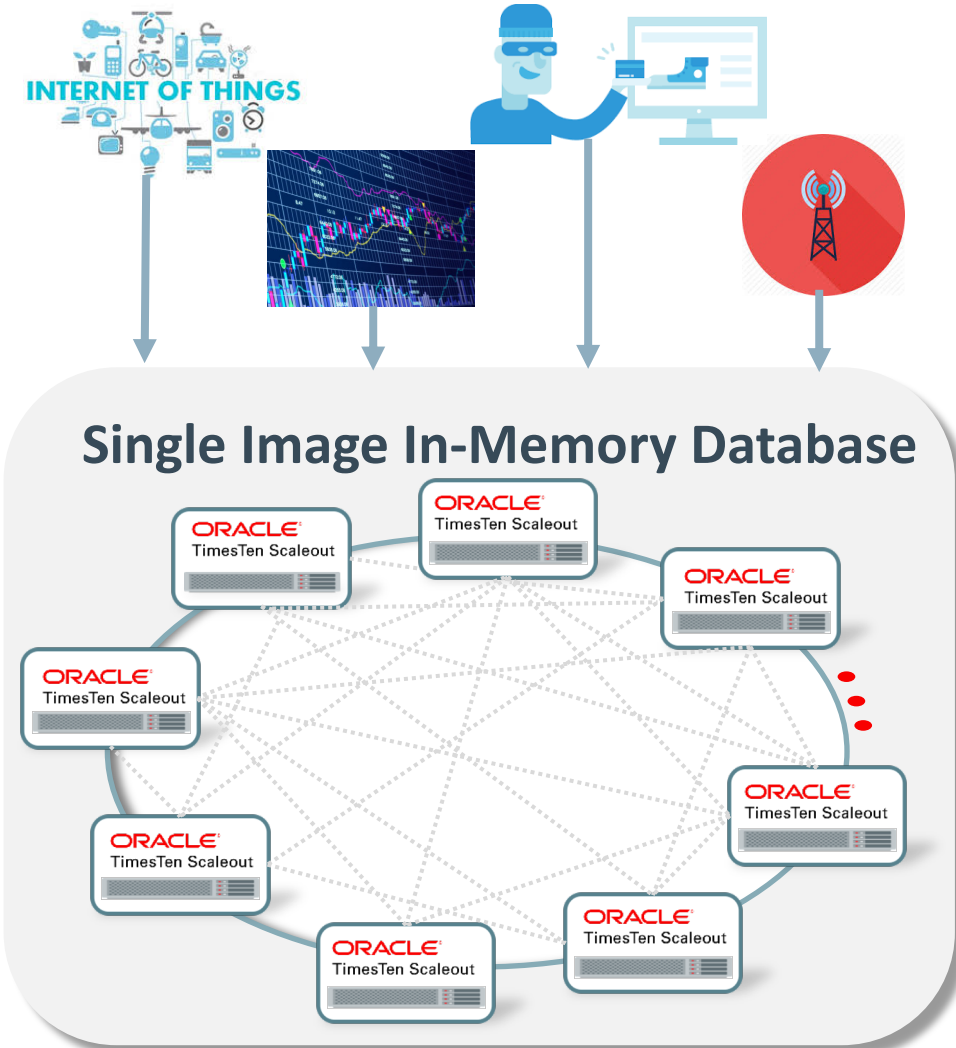 INTERNET OF THINGS
Single Image In-Memory Database
ORACLE
TimesTen Scaleout
ORACLE
TimesTen Scaleout
ORACLE
TimesTen Scaleout
ORACLE
TimesTen Scaleout
ORACLE
TimesTen Scaleout
ORACLE
TimesTen Scaleout
ORACLE
TimesTen Scaleout
ORACLE
TimesTen Scaleout